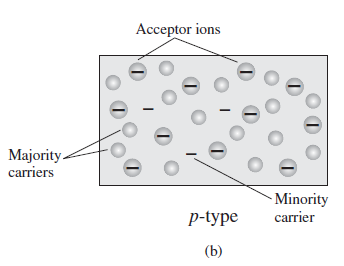 Acceptor ions
Majority
carriers
Minority
carrier
p-type
(b)